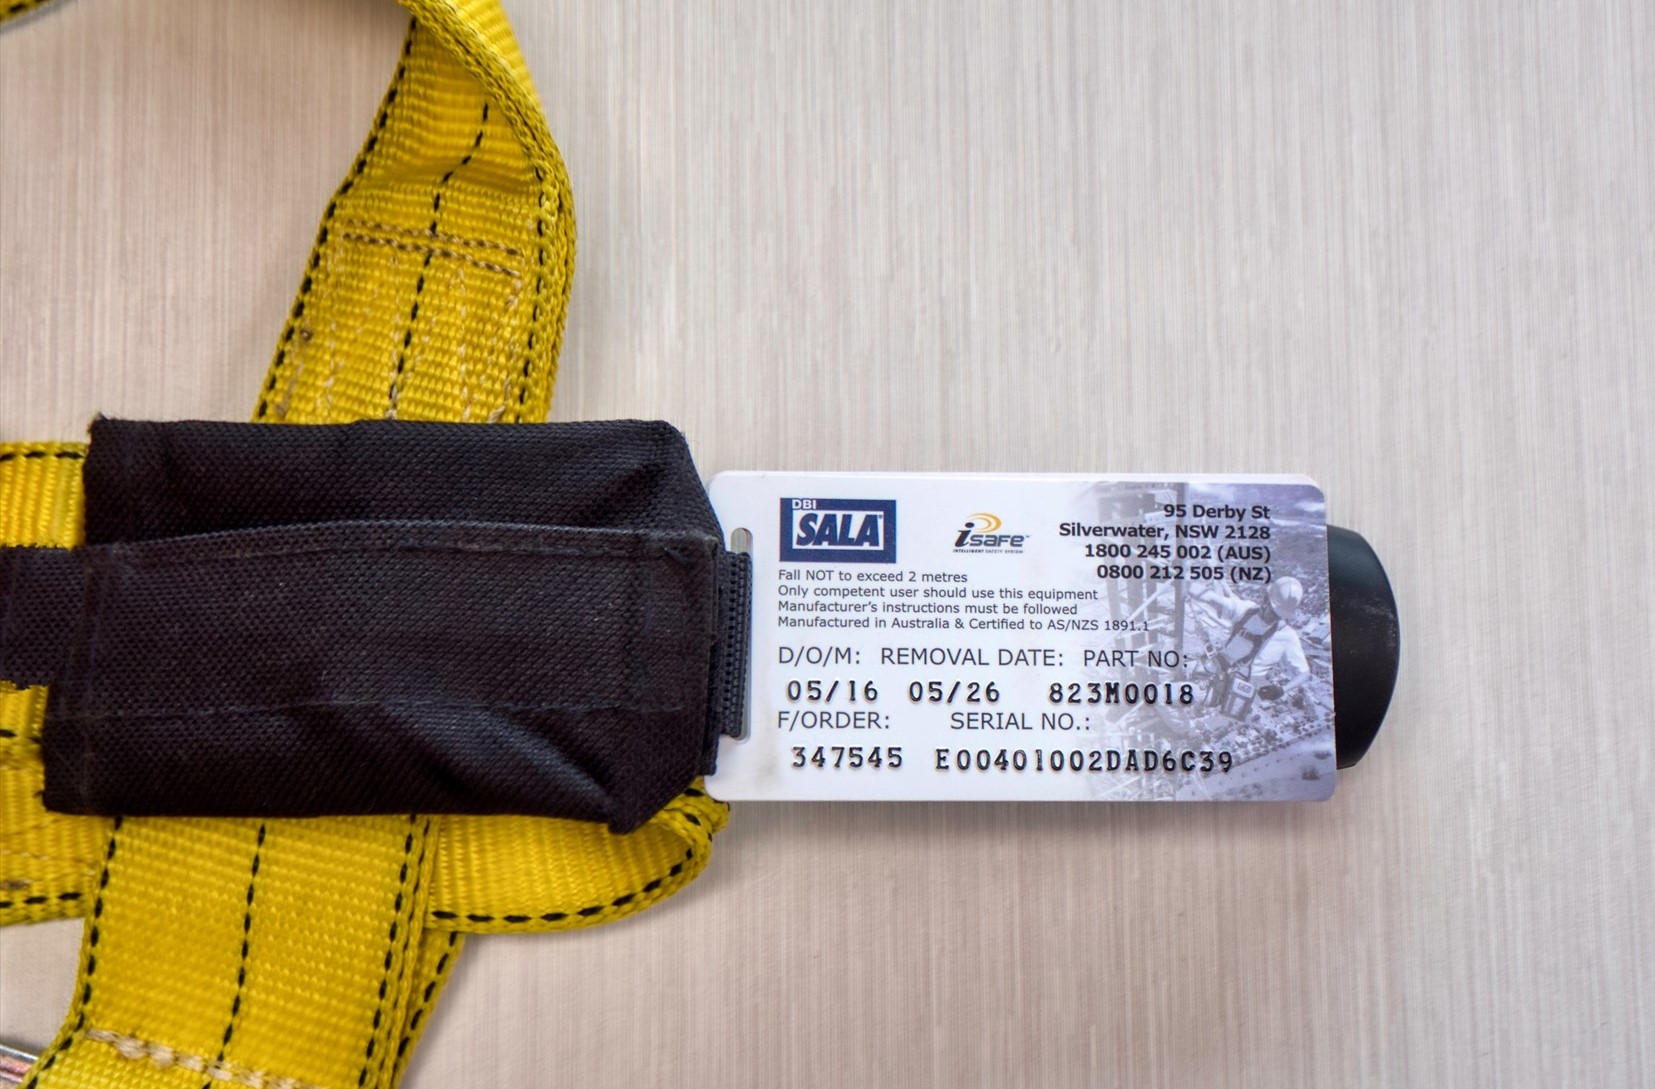 DBI
SALA
isafe™
INTELLIGENT SAFETY SYSTEM
95 Derby St
Silverwater, NSW 2128
1800 245 002 (AUS)
0800 212 505 (NZ)
Fall NOT to exceed 2 metres
Only competent user should use this equipment
Manufacturer's instructions must be followed
Manufactured in Australia & Certified to AS/NZS 1891.1
D/O/M: REMOVAL DATE: PART NO:
05/16 05/26 823M0018
F/ORDER: SERIAL NO.:
347545 E00401002DAD6C39